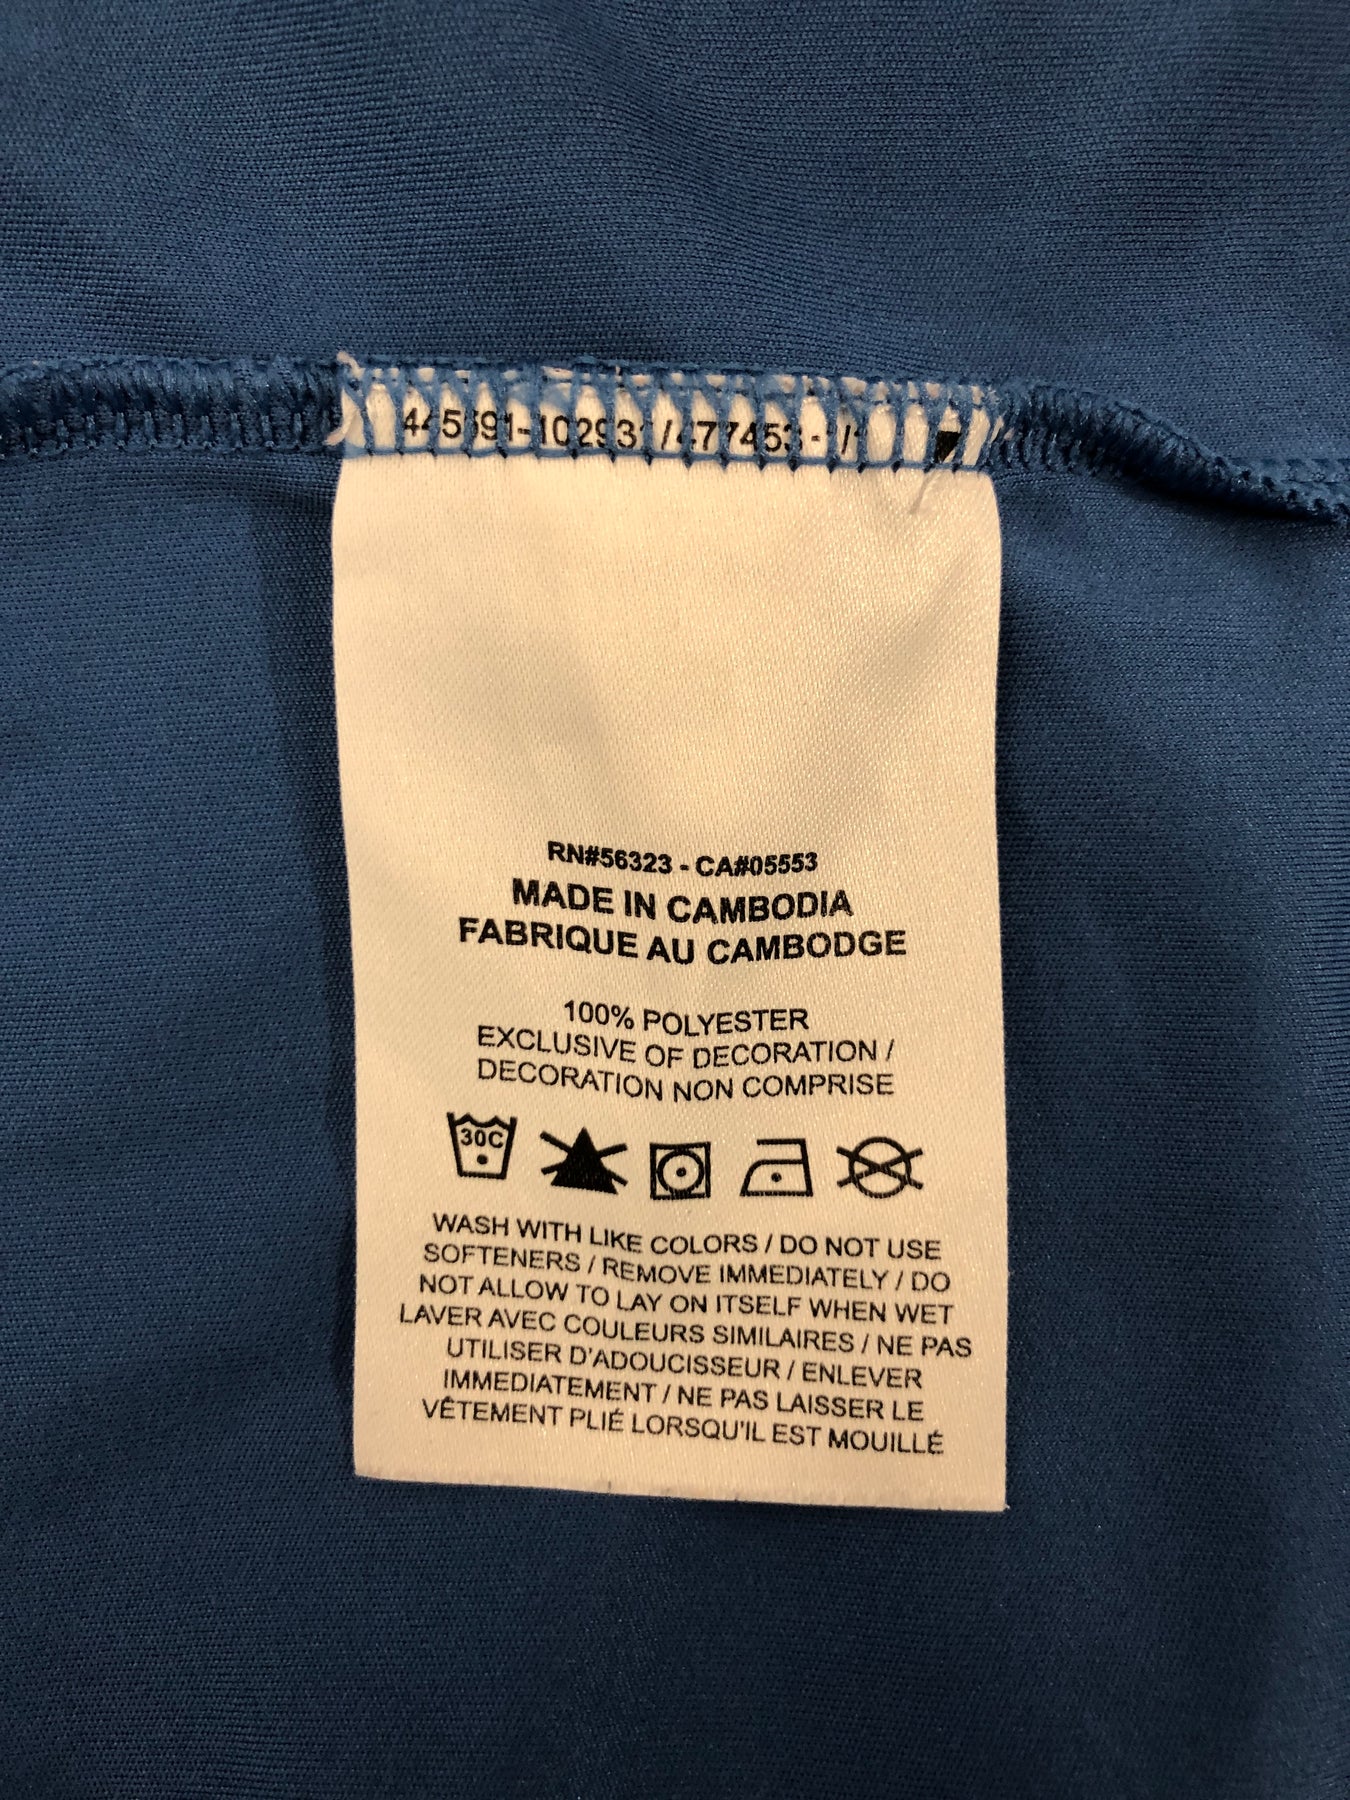 RN#56323 - CA#05553
MADE IN CAMBODIA
FABRIQUE AU CAMBODGE
100% POLYESTER
EXCLUSIVE OF DECORATION /
DECORATION NON COMPRISE
30C
WASH WITH LIKE COLORS / DO NOT USE
SOFTENERS / REMOVE IMMEDIATELY / DO
NOT ALLOW TO LAY ON ITSELF WHEN WET
LAVER AVEC COULEURS SIMILAIRES / NE PAS
UTILISER D'ADOUCISSEUR / ENLEVER
IMMEDIATEMENT / NE PAS LAISSER LE
VÊTEMENT PLIÉ LORSQU'IL EST MOUILLÉ